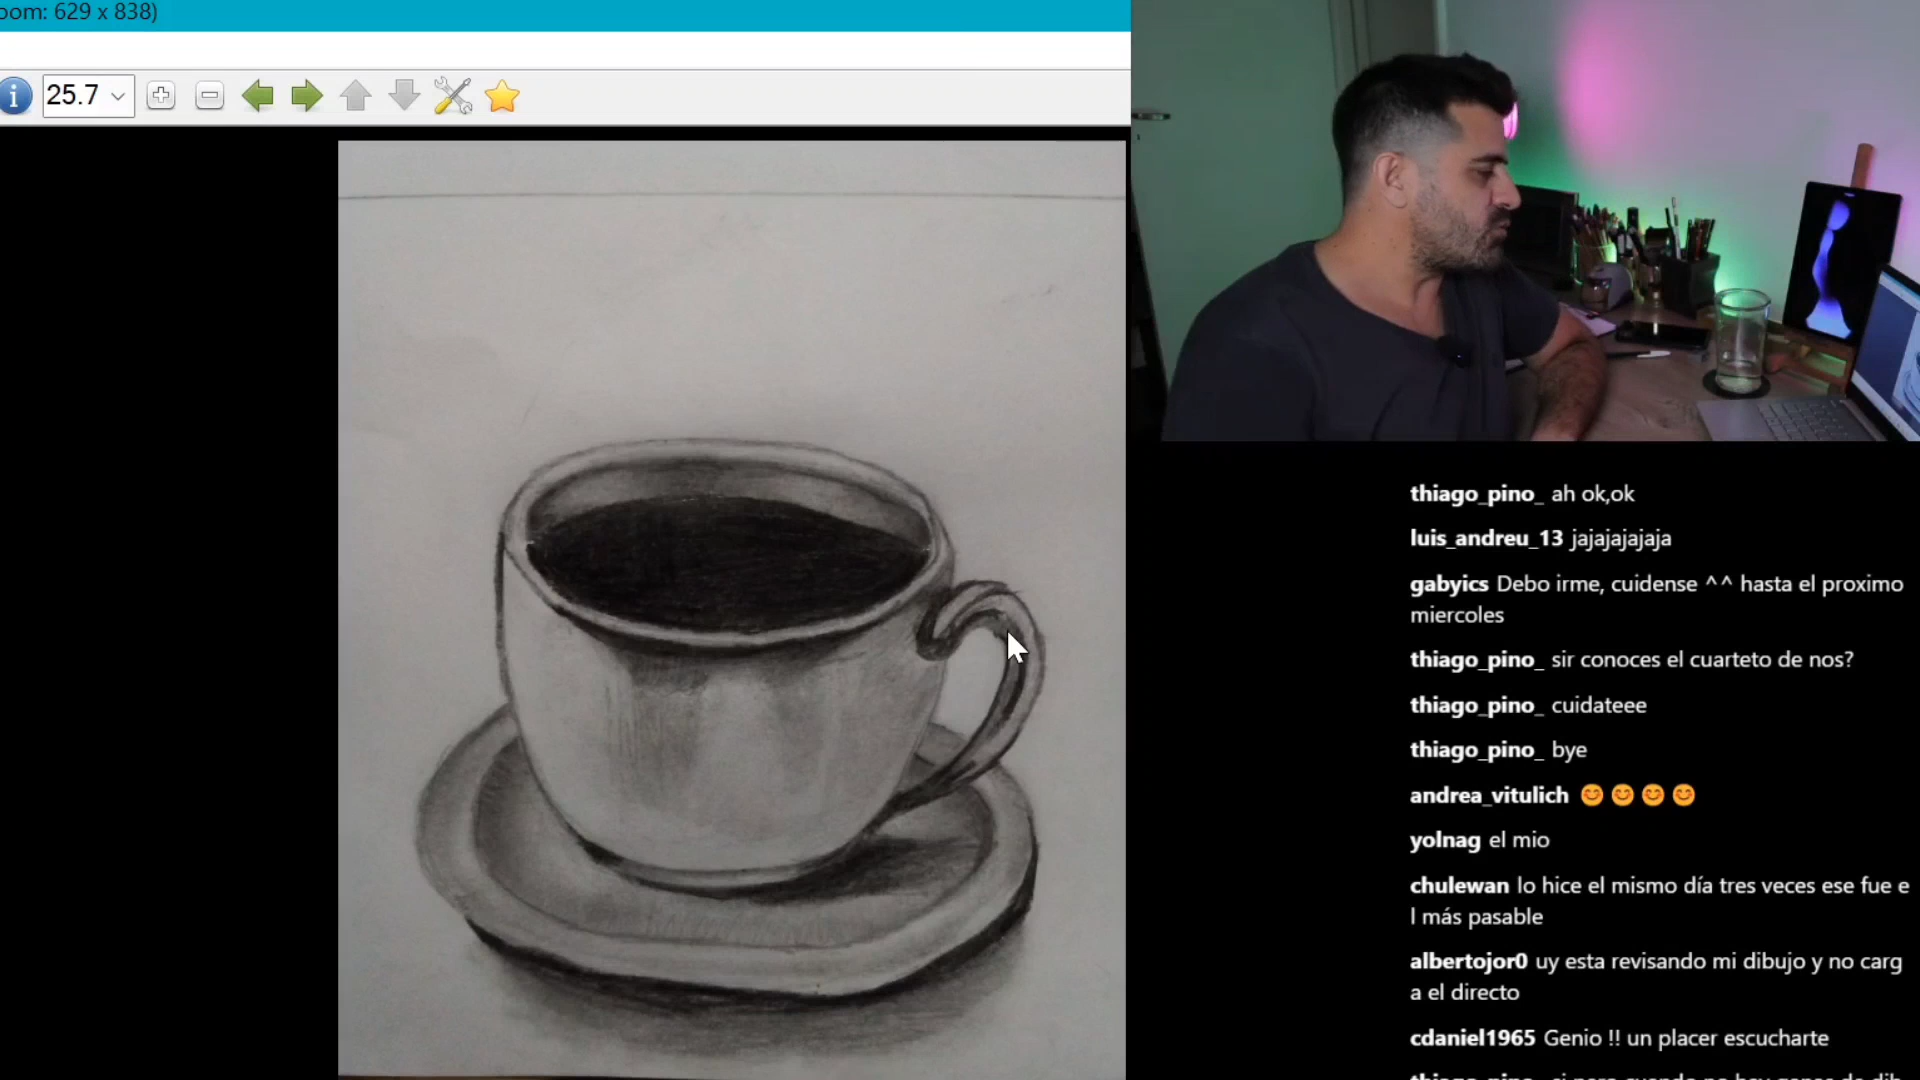 oom: 629 x 838)
25.7
thiago_pino_ ah ok,ok
luis_andreu_13 jajajajajaja
gabyics Debo irme, cuidense ^^ hasta el proximo
miercoles
thiago_pino_ sir conoces el cuarteto de nos?
thiago_pino_ cuidateee
thiago_pino_ bye
andrea_vitulich 😊 😊 😊 😊
yolnag el mio
chulewan lo hice el mismo día tres veces ese fue e
l más pasable
albertojor0 uy esta revisando mi dibujo y no carg
a el directo
cdaniel1965 Genio !! un placer escucharte